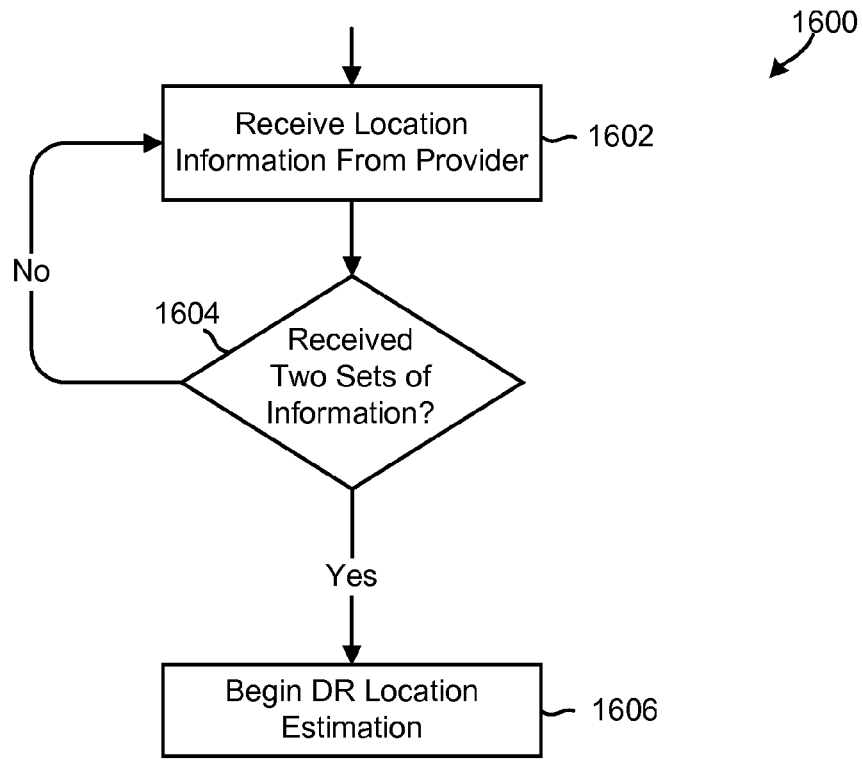 1600
Receive Location
Information From Provider
1602
No
1604
Received
Two Sets of
Information?
Yes
Begin DR Location
Estimation
1606